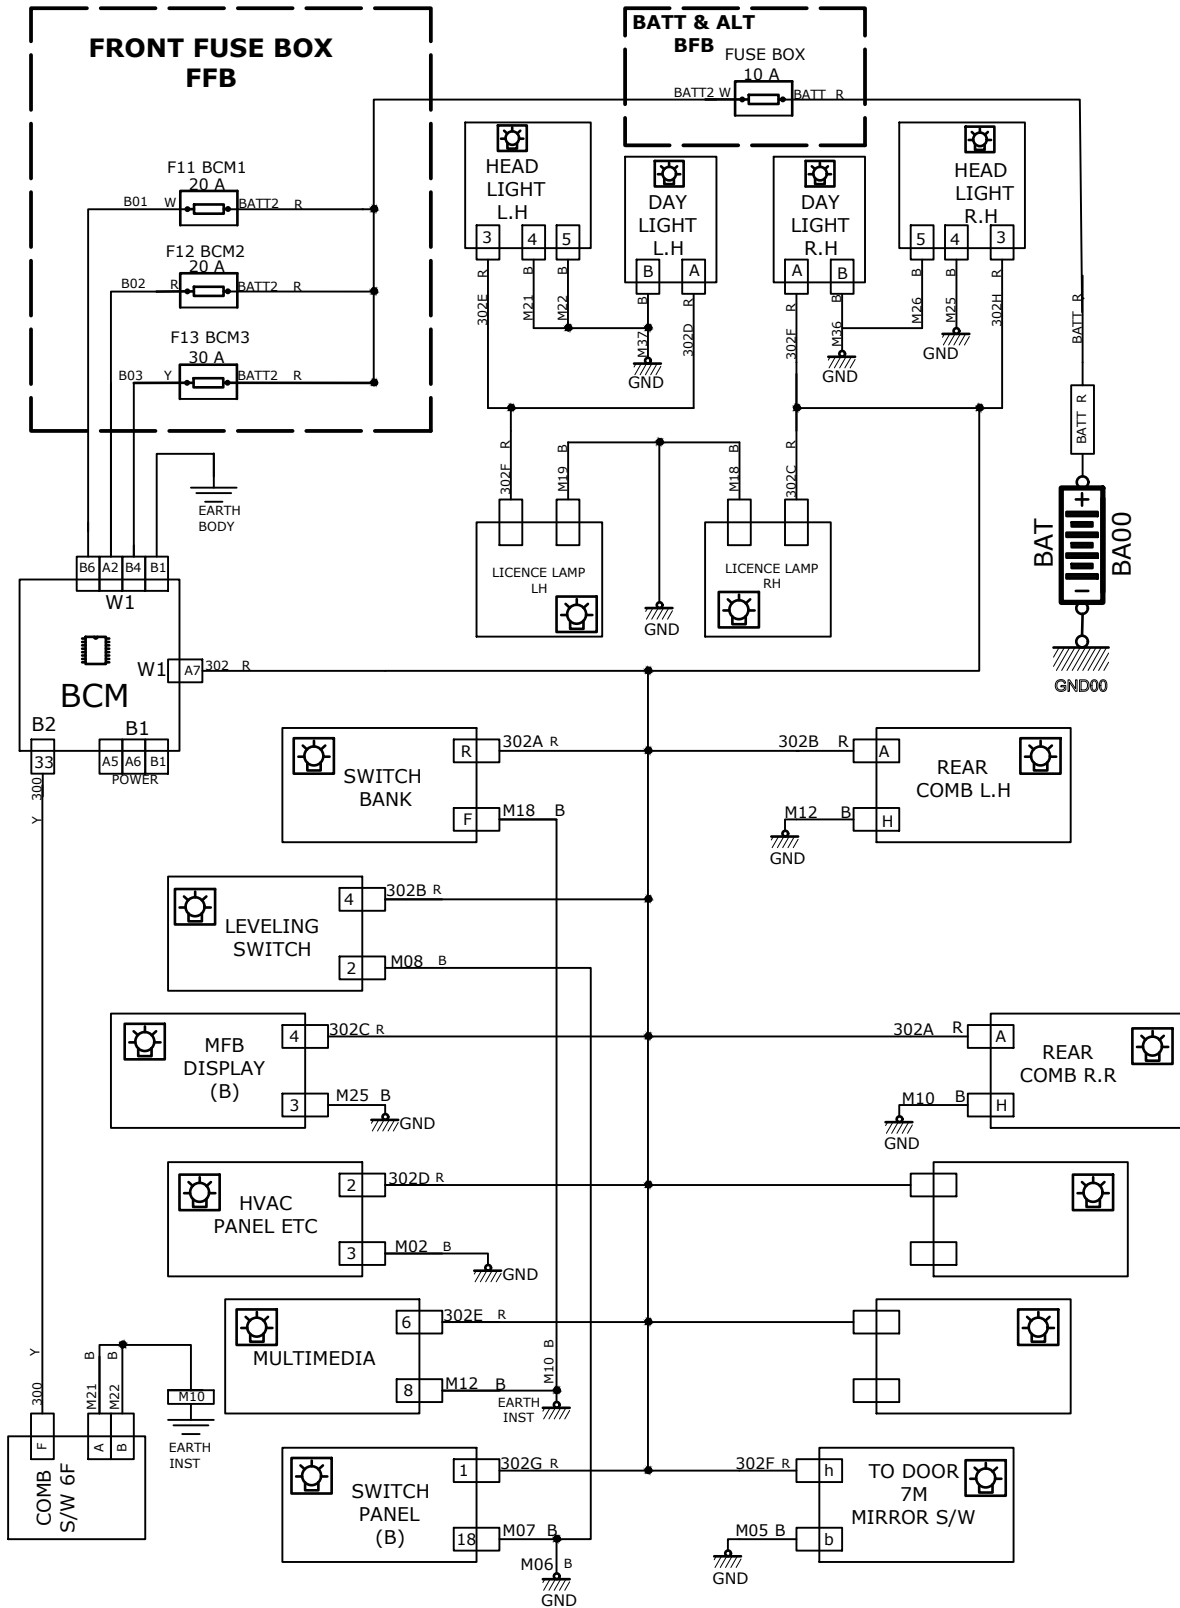 FRONT FUSE BOX
FFB
BATT & ALT
BFB
FUSE BOX
10 A
BATT2 W
BATT R
F11 BCM1
20 A
B01 W
BATT2 R
F12 BCM2
20 A
B02 R
BATT2 R
F13 BCM3
30 A
B03 Y
BATT2 R
HEAD
LIGHT
L.H
3
4
5
302E R
M21 B
M22 B
DAY
LIGHT
L.H
B
A
B
M37
302D R
GND
DAY
LIGHT
R.H
A
B
302F R
M36 B
GND
HEAD
LIGHT
R.H
5
4
3
M26 B
M25 B
302H R
GND
BATT R
BATT R
BAT
BA00
GND00
302F R
M19 B
M18 B
302C R
LICENCE LAMP
LH
LICENCE LAMP
RH
GND
EARTH
BODY
B6
A2
B4
B1
W1
W1
A7
302 R
BCM
B2
B1
33
A5
A6
B1
POWER
300
Y
SWITCH
BANK
R
302A R
F
M18 B
302B R
A
REAR
COMB L.H
M12 B
H
GND
LEVELING
SWITCH
4
302B R
2
M08 B
MFB
DISPLAY
(B)
4
302C R
3
M25 B
GND
302A R
A
REAR
COMB R.R
M10 B
H
GND
HVAC
PANEL ETC
2
302D R
3
M02 B
GND
MULTIMEDIA
6
302E R
8
M12 B
M10 B
EARTH
INST
SWITCH
PANEL
(B)
1
302G R
18
M07 B
M06 B
GND
302F R
h
TO DOOR
7M
MIRROR S/W
M05 B
b
GND
Y
300
B
B
M21
M22
M10
EARTH
INST
F
A
B
COMB
S/W 6F